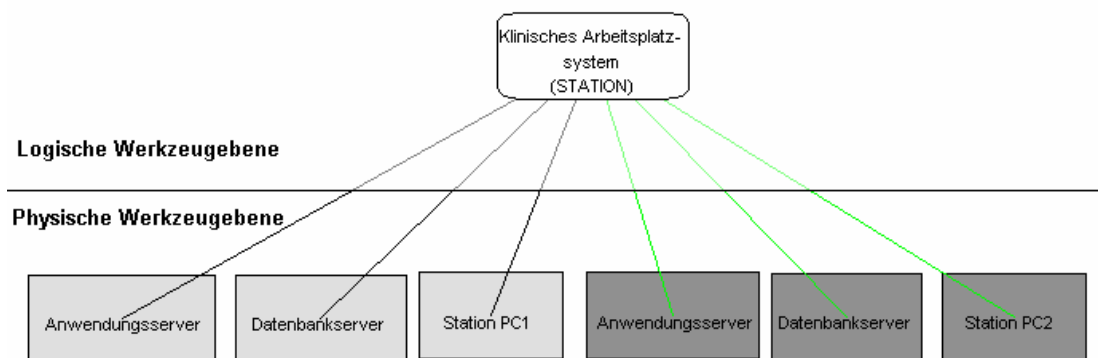 Klinisches Arbeitsplatz-
system
(STATION)
Logische Werkzeugebene
Physische Werkzeugebene
Anwendungsserver
Datenbankserver
Station PC1
Anwendungsserver
Datenbankserver
Station PC2